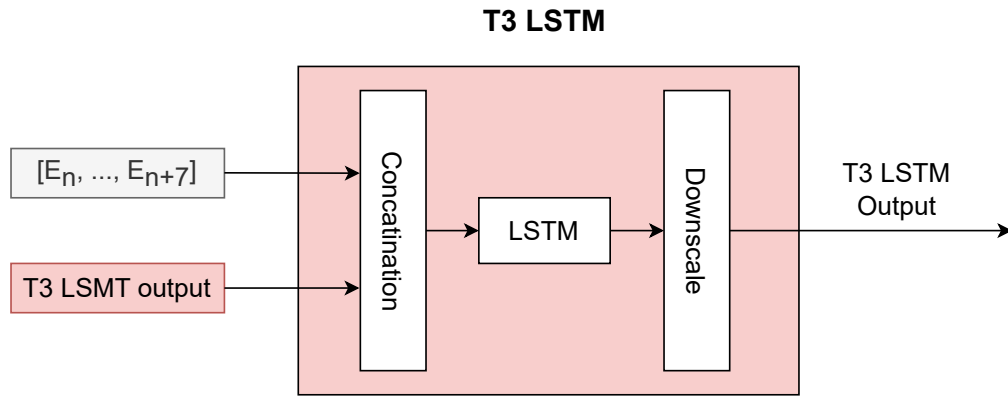 T3 LSTM
[En, ..., En+7]
T3 LSMT output
Concatination
LSTM
Downscale
T3 LSTM
Output